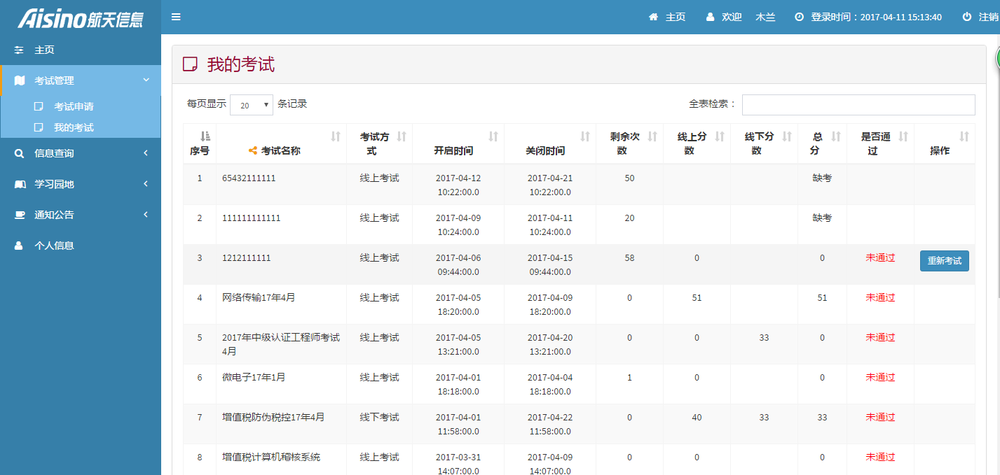 Aisino航天信息
主页 欢迎 木兰 登录时间：2017-04-11 15:13:40 注销
主页
考试管理
考试申请
我的考试
信息查询
学习园地
通知公告
个人信息
我的考试
每页显示 20 条记录 全表检索：
序号 考试名称 考试方式 开启时间 关闭时间 剩余次数 线上分数 线下分数 总分 是否通过 操作
1 65432111111 线上考试 2017-04-12 10:22:00.0 2017-04-21 10:22:00.0 50 缺考
2 111111111111 线上考试 2017-04-09 10:24:00.0 2017-04-11 10:24:00.0 20 缺考
3 1212111111 线上考试 2017-04-06 09:44:00.0 2017-04-15 09:44:00.0 58 0 0 未通过 重新考试
4 网络传输17年4月 线上考试 2017-04-05 18:20:00.0 2017-04-09 18:20:00.0 0 51 51 未通过
5 2017年中级认证工程师考试4月 线上考试 2017-04-05 13:21:00.0 2017-04-20 13:21:00.0 0 0 33 0 未通过
6 微电子17年1月 线上考试 2017-04-01 18:18:00.0 2017-04-04 18:18:00.0 1 0 0 未通过
7 增值税防伪税控17年4月 线下考试 2017-04-01 11:58:00.0 2017-04-22 11:58:00.0 0 40 33 33 未通过
8 增值税计算机稽核系统 线上考试 2017-03-31 14:07:00.0 2017-04-09 14:07:00.0 0 0 0 未通过